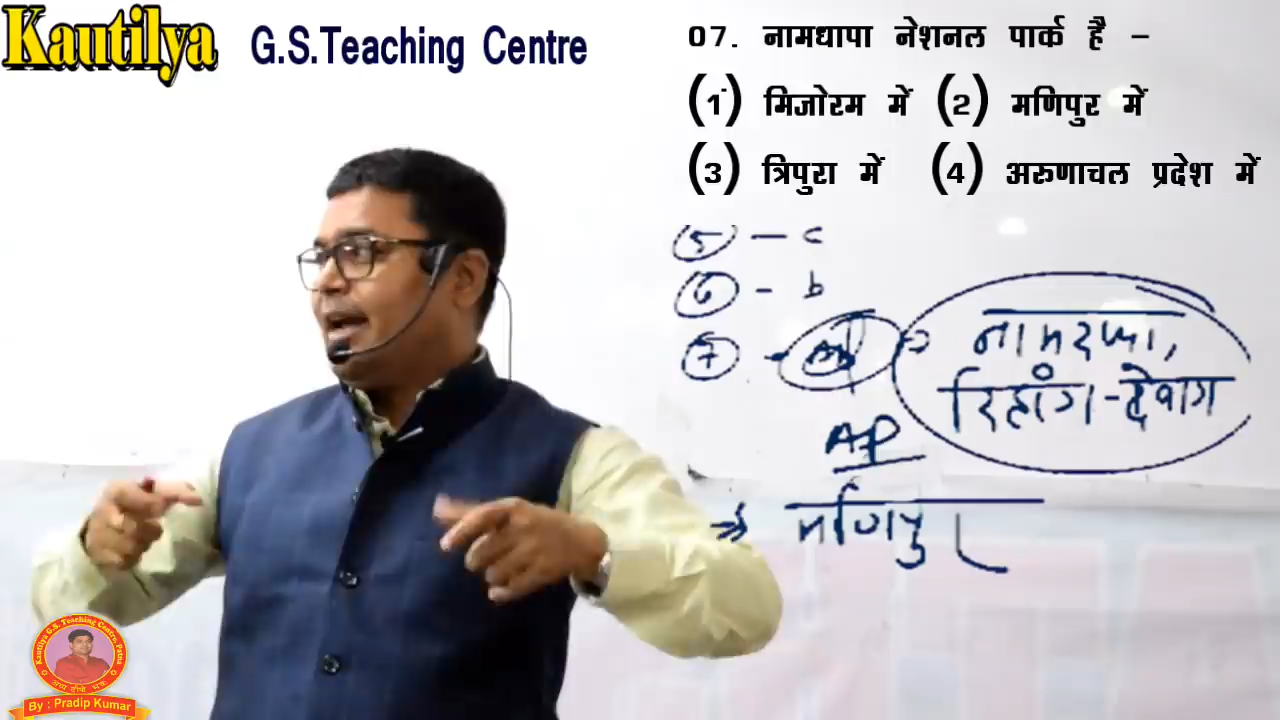 Kautilya G.S.Teaching Centre
07. नामधापा नेशनल पार्क है –
(1) मिजोरम में (2) मणिपुर में
(3) त्रिपुरा में (4) अरुणाचल प्रदेश में
5 – c
6 – b
7 –
नामदफा,
दिहांग-देवांग
AP
→ मणिपुर
Kautilya G.S. Teaching Centre, Patna
By : Pradip Kumar